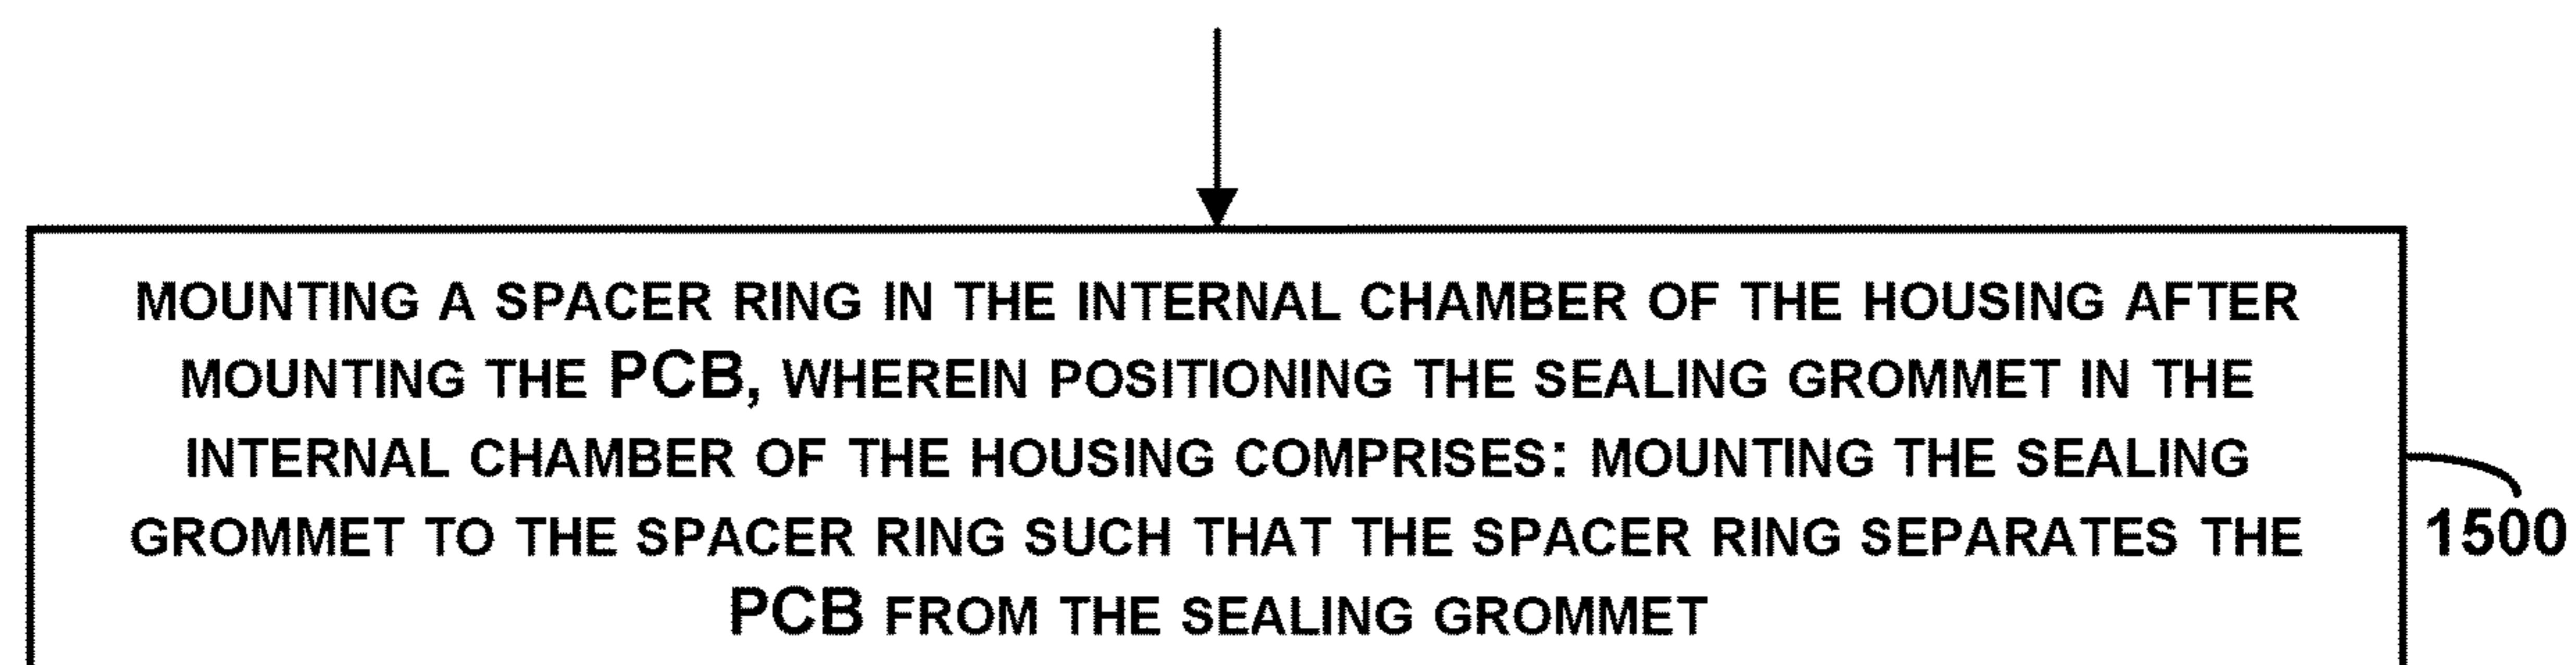 MOUNTING A SPACER RING IN THE INTERNAL CHAMBER OF THE HOUSING AFTER
MOUNTING THE PCB, WHEREIN POSITIONING THE SEALING GROMMET IN THE
INTERNAL CHAMBER OF THE HOUSING COMPRISES: MOUNTING THE SEALING
GROMMET TO THE SPACER RING SUCH THAT THE SPACER RING SEPARATES THE
PCB FROM THE SEALING GROMMET
1500